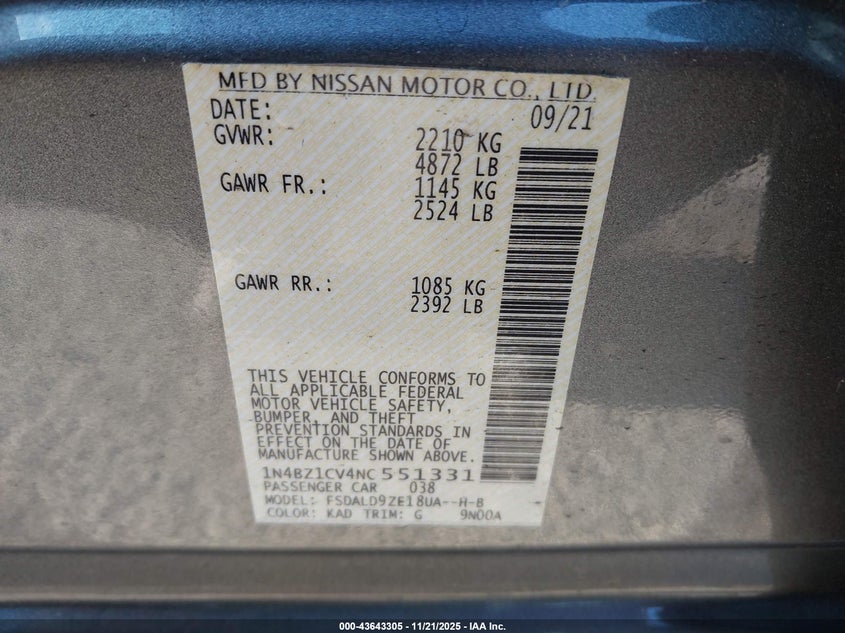 MFD BY NISSAN MOTOR CO., LTD.
DATE: 09/21
GVWR: 2210 KG
4872 LB
GAWR FR.: 1145 KG
2524 LB
GAWR RR.: 1085 KG
2392 LB
THIS VEHICLE CONFORMS TO
ALL APPLICABLE FEDERAL
MOTOR VEHICLE SAFETY,
BUMPER, AND THEFT
PREVENTION STANDARDS IN
EFFECT ON THE DATE OF
MANUFACTURE SHOWN ABOVE.
1N4BZ1CV4NC551331
PASSENGER CAR 038
MODEL: FSDALD9ZE18UA--H-B
COLOR: KAD TRIM: G 9N00A
000-43643305 - 11/21/2025 - IAA Inc.